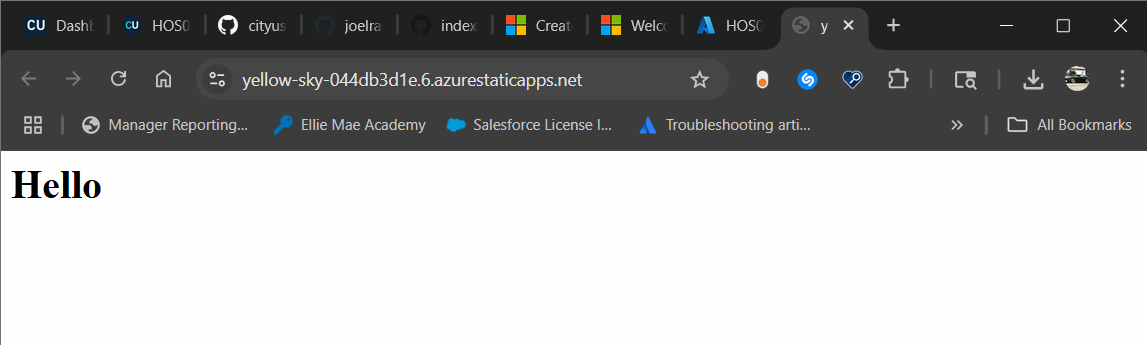 CU Dash
CU HOS0
cityus
joelra
index
Creat
Welco
HOS0
y
yellow-sky-044db3d1e.6.azurestaticapps.net
Manager Reporting...
Ellie Mae Academy
Salesforce License I...
Troubleshooting arti...
All Bookmarks
Hello